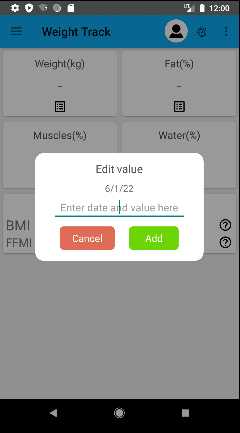 12:00
Weight Track
Weight(kg) Fat(%)
- -
Muscles(%) Water(%)
Edit value
6/1/22
Enter date and value here
Cancel Add
BMI
FFMI